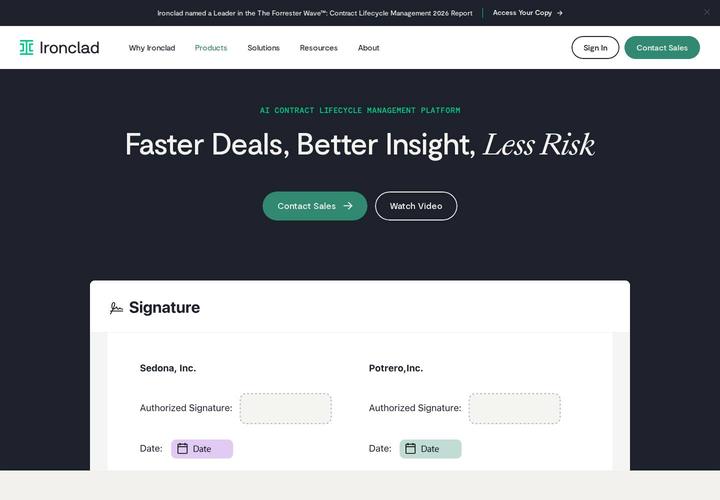 Ironclad named a Leader in the The Forrester Wave™: Contract Lifecycle Management 2026 Report
Access Your Copy
Ironclad
Why Ironclad
Products
Solutions
Resources
About
Sign In
Contact Sales
AI CONTRACT LIFECYCLE MANAGEMENT PLATFORM
Faster Deals, Better Insight, Less Risk
Contact Sales
Watch Video
Signature
Sedona, Inc.
Potrero,Inc.
Authorized Signature:
Authorized Signature:
Date:
Date
Date:
Date